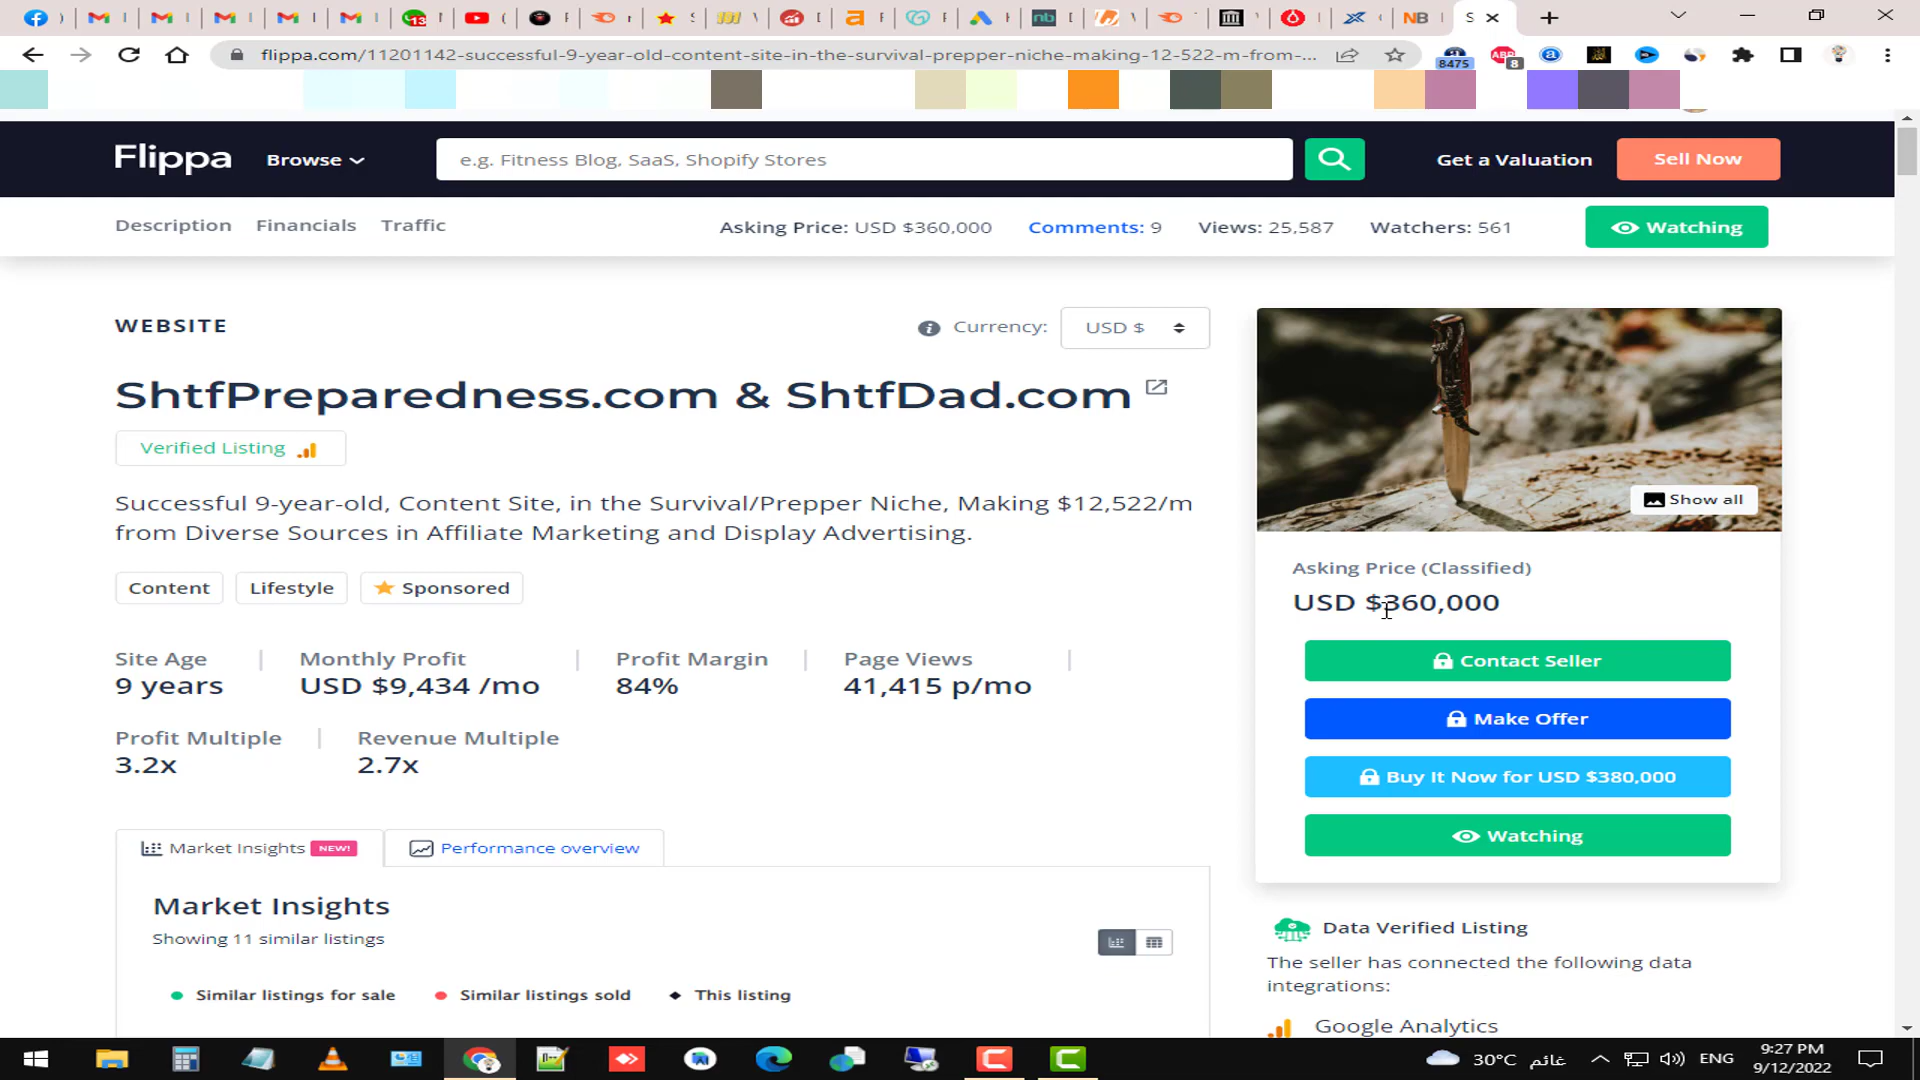 13
flippa.com/11201142-successful-9-year-old-content-site-in-the-survival-prepper-niche-making-12-522-m-from-...
8475
ABP
8
Flippa
Browse
e.g. Fitness Blog, SaaS, Shopify Stores
Get a Valuation
Sell Now
Description
Financials
Traffic
Asking Price: USD $360,000
Comments: 9
Views: 25,587
Watchers: 561
Watching
WEBSITE
Currency:
USD $
ShtfPreparedness.com & ShtfDad.com
Verified Listing
Successful 9-year-old, Content Site, in the Survival/Prepper Niche, Making $12,522/m
from Diverse Sources in Affiliate Marketing and Display Advertising.
Content
Lifestyle
Sponsored
Site Age
9 years
Monthly Profit
USD $9,434 /mo
Profit Margin
84%
Page Views
41,415 p/mo
Profit Multiple
3.2x
Revenue Multiple
2.7x
Market Insights NEW!
Performance overview
Market Insights
Showing 11 similar listings
Similar listings for sale
Similar listings sold
This listing
Show all
Asking Price (Classified)
USD $360,000
Contact Seller
Make Offer
Buy It Now for USD $380,000
Watching
Data Verified Listing
The seller has connected the following data
integrations:
Google Analytics
30°C غائم
ENG
9:27 PM
9/12/2022